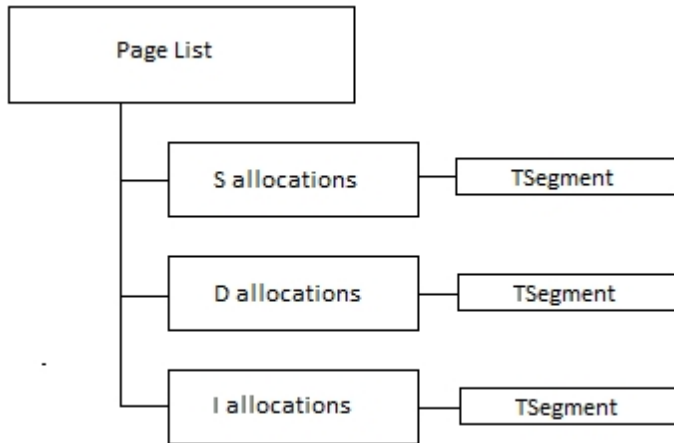 Page List
S allocations
TSegment
D allocations
TSegment
I allocations
TSegment